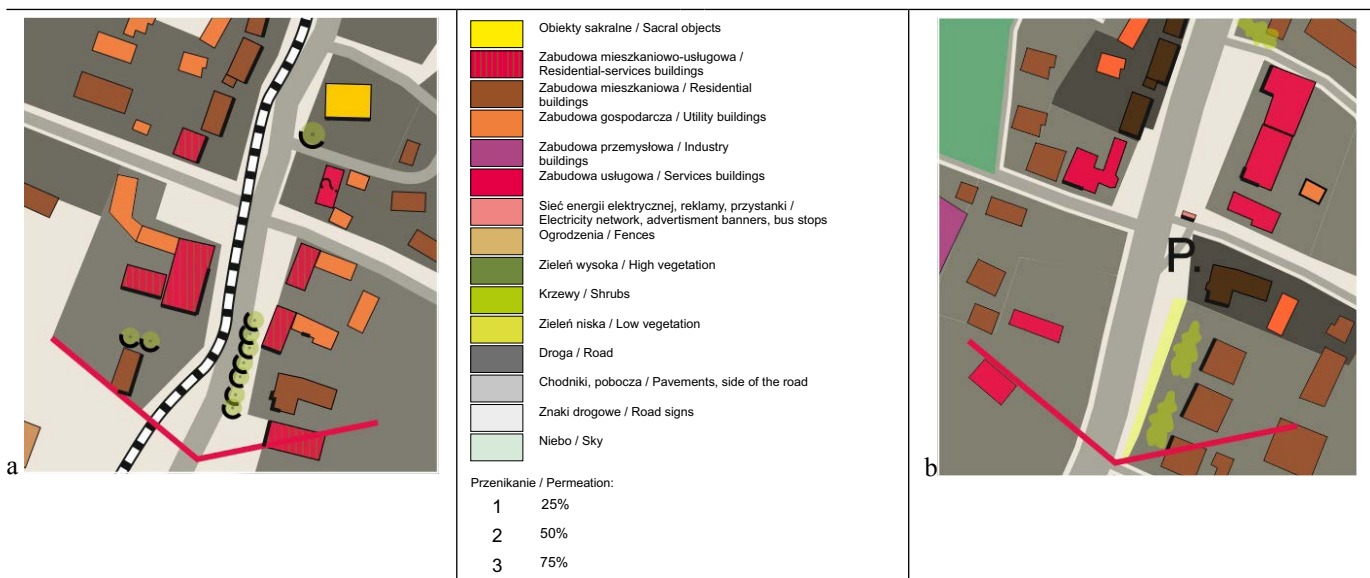 Obiekty sakralne / Sacral objects
Zabudowa mieszkaniowo-usługowa /
Residential-services buildings
Zabudowa mieszkaniowa / Residential
buildings
Zabudowa gospodarcza / Utility buildings
Zabudowa przemysłowa / Industry
buildings
Zabudowa usługowa / Services buildings
Sieć energii elektrycznej, reklamy, przystanki /
Electricity network, advertisment banners, bus stops
Ogrodzenia / Fences
Zieleń wysoka / High vegetation
Krzewy / Shrubs
Zieleń niska / Low vegetation
Droga / Road
Chodniki, pobocza / Pavements, side of the road
Znaki drogowe / Road signs
Niebo / Sky
Przenikanie / Permeation:
1 25%
2 50%
3 75%
a
P.
b